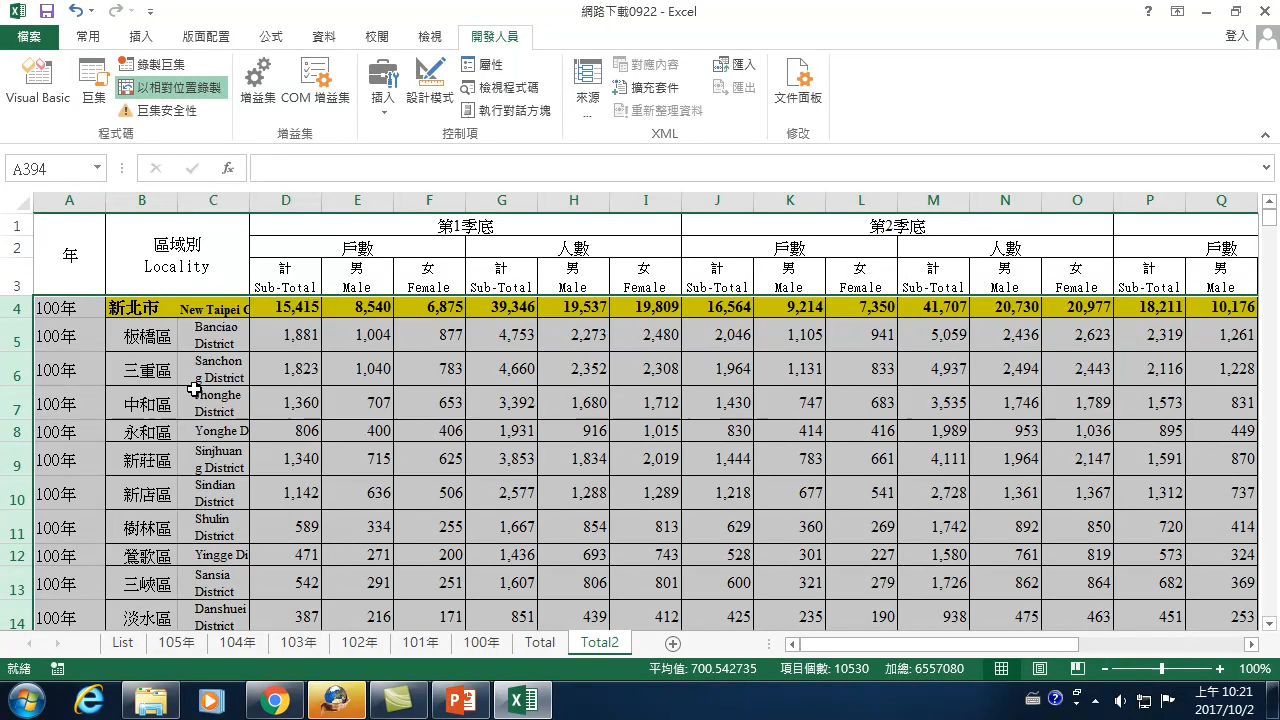 網路下載0922 - Excel
檔案 常用 插入 版面配置 公式 資料 校閱 檢視 開發人員 登入
Visual Basic 巨集 錄製巨集 以相對位置錄製 巨集安全性 程式碼
增益集 COM 增益集 增益集
插入 設計模式 屬性 檢視程式碼 執行對話方塊 控制項
來源 ... 對應內容 擴充套件 重新整理資料 匯入 匯出 XML
文件面板 修改
A394 fx
A B C D E F G H I J K L M N O P Q
1 年 區域別 第1季底 第2季底
2 Locality 戶數 人數 戶數 人數 戶數
3 計 男 女 計 男 女 計 男 女 計 男 女 計 男
Sub-Total Male Female Sub-Total Male Female Sub-Total Male Female Sub-Total Male Female Sub-Total Male
4 100年 新北市 New Taipei C 15,415 8,540 6,875 39,346 19,537 19,809 16,564 9,214 7,350 41,707 20,730 20,977 18,211 10,176
5 100年 板橋區 Banciao District 1,881 1,004 877 4,753 2,273 2,480 2,046 1,105 941 5,059 2,436 2,623 2,319 1,261
6 100年 三重區 Sanchong District 1,823 1,040 783 4,660 2,352 2,308 1,964 1,131 833 4,937 2,494 2,443 2,116 1,228
7 100年 中和區 District 1,360 707 653 3,392 1,680 1,712 1,430 747 683 3,535 1,746 1,789 1,573 831
8 100年 永和區 Yonghe D 806 400 406 1,931 916 1,015 830 414 416 1,989 953 1,036 895 449
9 100年 新莊區 Sinjhuang District 1,340 715 625 3,853 1,834 2,019 1,444 783 661 4,111 1,964 2,147 1,591 870
10 100年 新店區 Sindian District 1,142 636 506 2,577 1,288 1,289 1,218 677 541 2,728 1,361 1,367 1,312 737
11 100年 樹林區 Shulin District 589 334 255 1,667 854 813 629 360 269 1,742 892 850 720 414
12 100年 鶯歌區 Yingge Di 471 271 200 1,436 693 743 528 301 227 1,580 761 819 573 324
13 100年 三峽區 Sansia District 542 291 251 1,607 806 801 600 321 279 1,726 862 864 682 369
14 100年 淡水區 Danshuei District 387 216 171 851 439 412 425 235 190 938 475 463 451 253
List 105年 104年 103年 102年 101年 100年 Total Total2
就緒 平均值: 700.542735 項目個數: 10530 加總: 6557080 100%
上午 10:21
2017/10/2